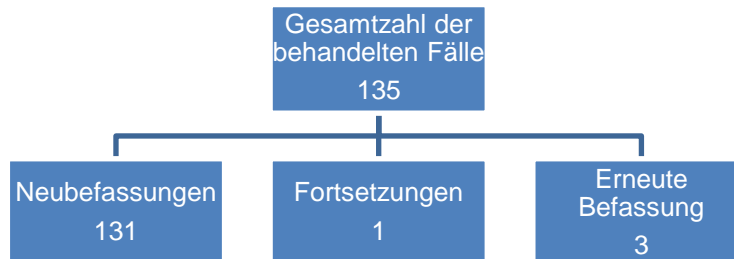 Gesamtzahl der
behandelten Fälle
135
Neubefassungen
131
Fortsetzungen
1
Erneute
Befassung
3